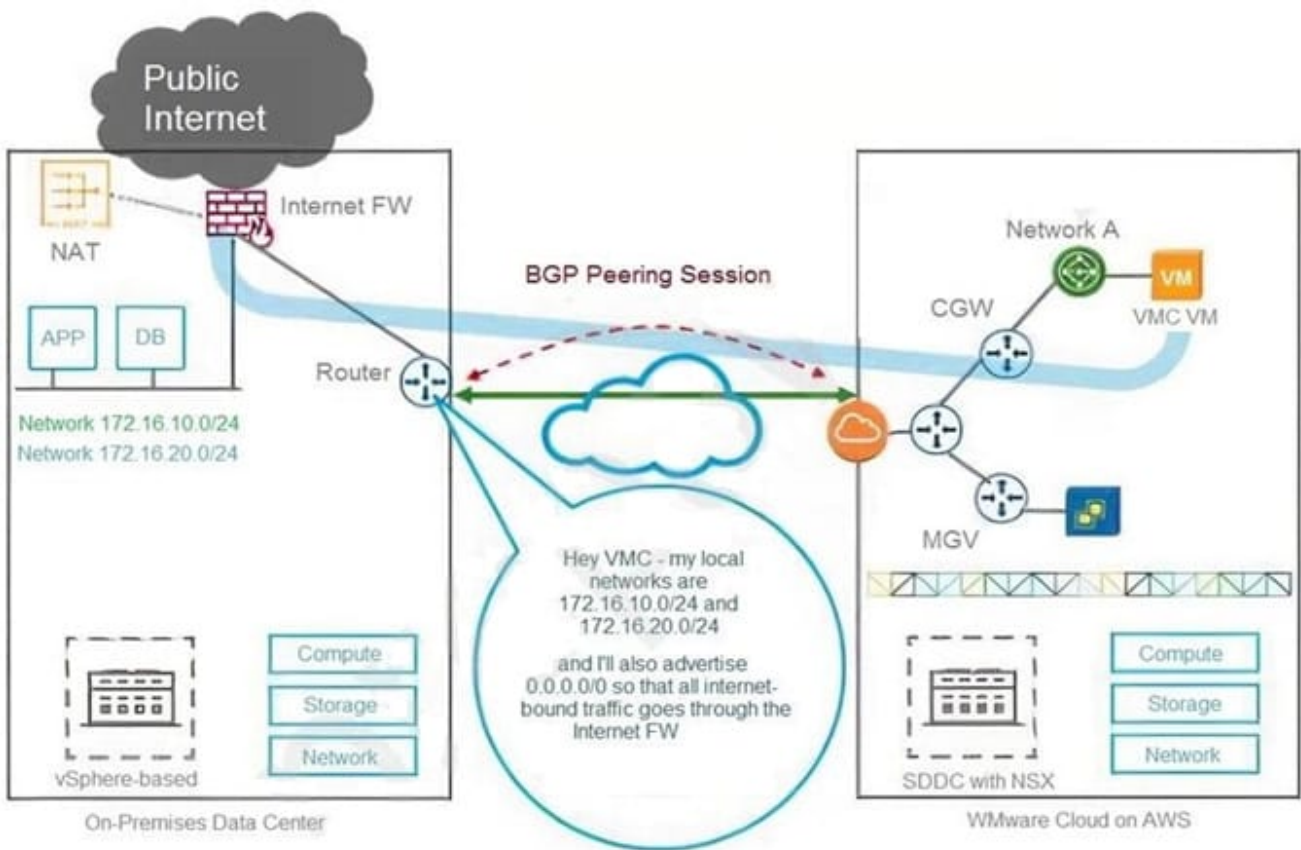 Public
Internet
Internet FW
NAT
APP
DB
Router
Network 172.16.10.0/24
Network 172.16.20.0/24
BGP Peering Session
Network A
VM
VMC VM
CGW
MGV
Hey VMC - my local
networks are
172.16.10.0/24 and
172.16.20.0/24
and I'll also advertise
0.0.0.0/0 so that all internet-
bound traffic goes through the
Internet FW
Compute
Storage
Network
vSphere-based
On-Premises Data Center
Compute
Storage
Network
SDDC with NSX
WMware Cloud on AWS